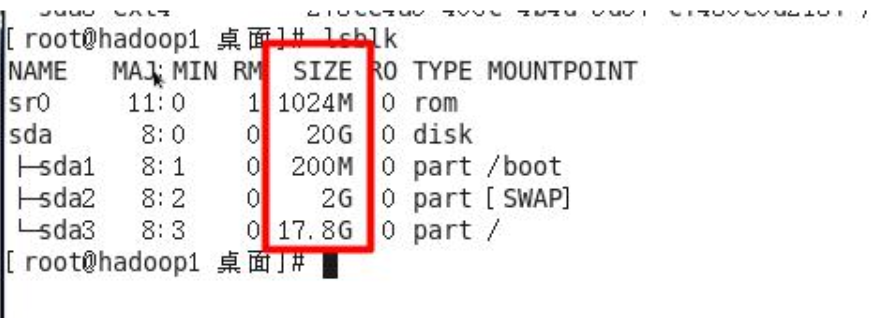 [root@hadoop1 桌面]# lsblk
NAME   MAJ:MIN RM  SIZE RO TYPE MOUNTPOINT
sr0     11:0    1 1024M  0 rom
sda      8:0    0   20G  0 disk
├─sda1   8:1    0  200M  0 part /boot
├─sda2   8:2    0    2G  0 part [SWAP]
└─sda3   8:3    0 17.8G  0 part /
[root@hadoop1 桌面]#